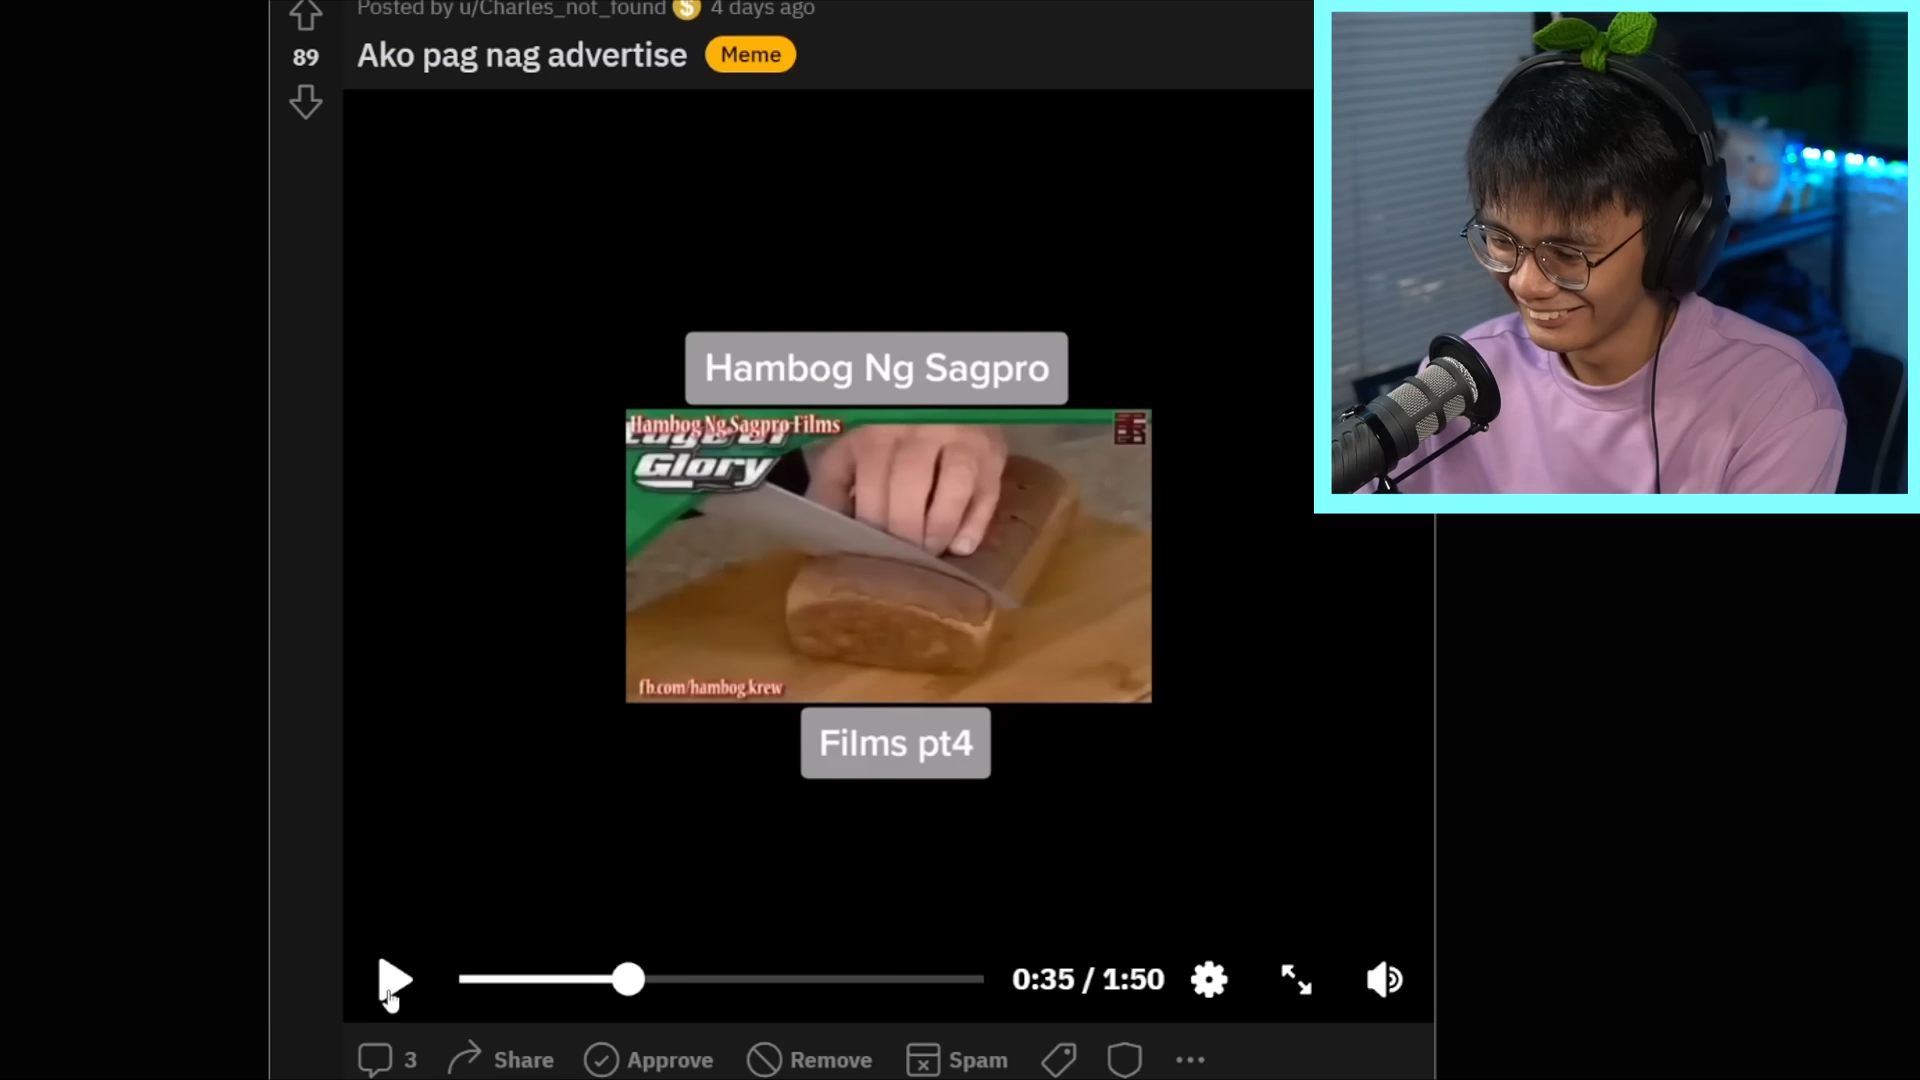 Posted by u/Charles_not_found $ 4 days ago
89
Ako pag nag advertise Meme
Hambog Ng Sagpro
Hambog Ng Sagpro Films
Glory
fb.com/hambog.krew
Films pt4
0:35 / 1:50
3 Share Approve Remove Spam